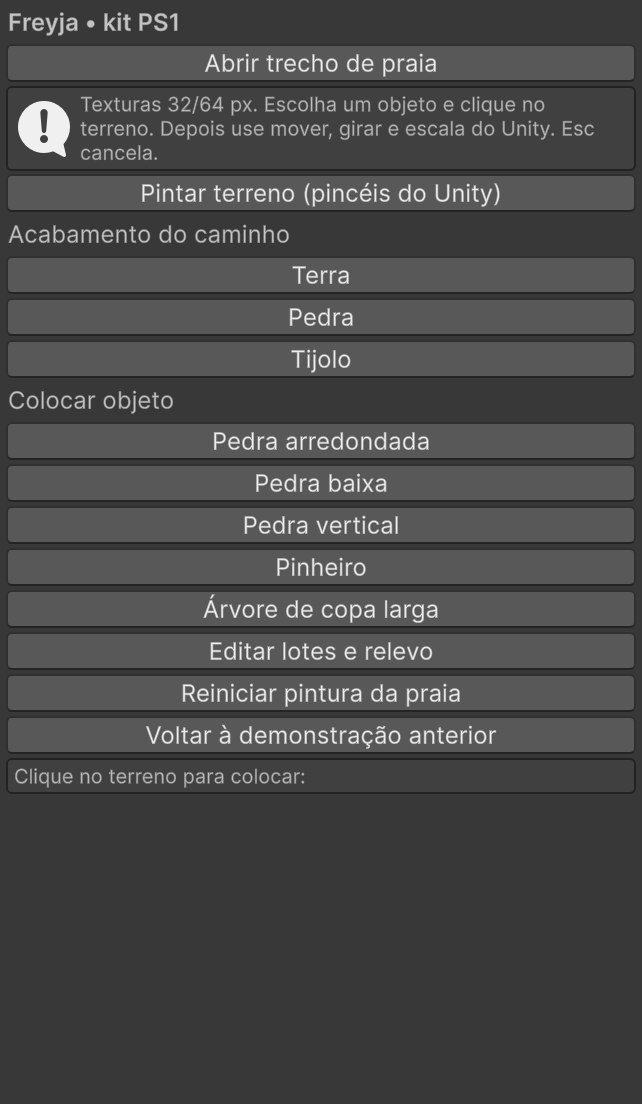 Freyja • kit PS1
Abrir trecho de praia
Texturas 32/64 px. Escolha um objeto e clique no
terreno. Depois use mover, girar e escala do Unity. Esc
cancela.
Pintar terreno (pincéis do Unity)
Acabamento do caminho
Terra
Pedra
Tijolo
Colocar objeto
Pedra arredondada
Pedra baixa
Pedra vertical
Pinheiro
Árvore de copa larga
Editar lotes e relevo
Reiniciar pintura da praia
Voltar à demonstração anterior
Clique no terreno para colocar: